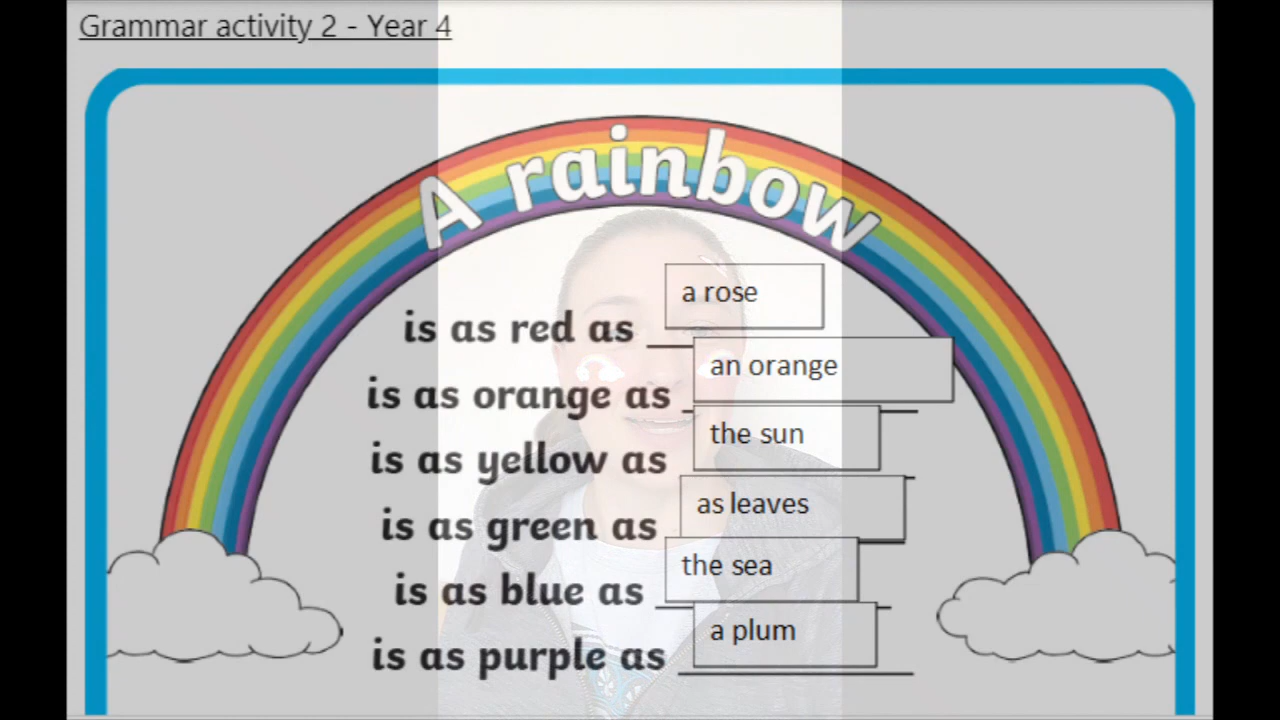 Grammar activity 2 - Year 4
A rainbow
is as red as a rose
is as orange as an orange
is as yellow as the sun
is as green as as leaves
is as blue as the sea
is as purple as a plum